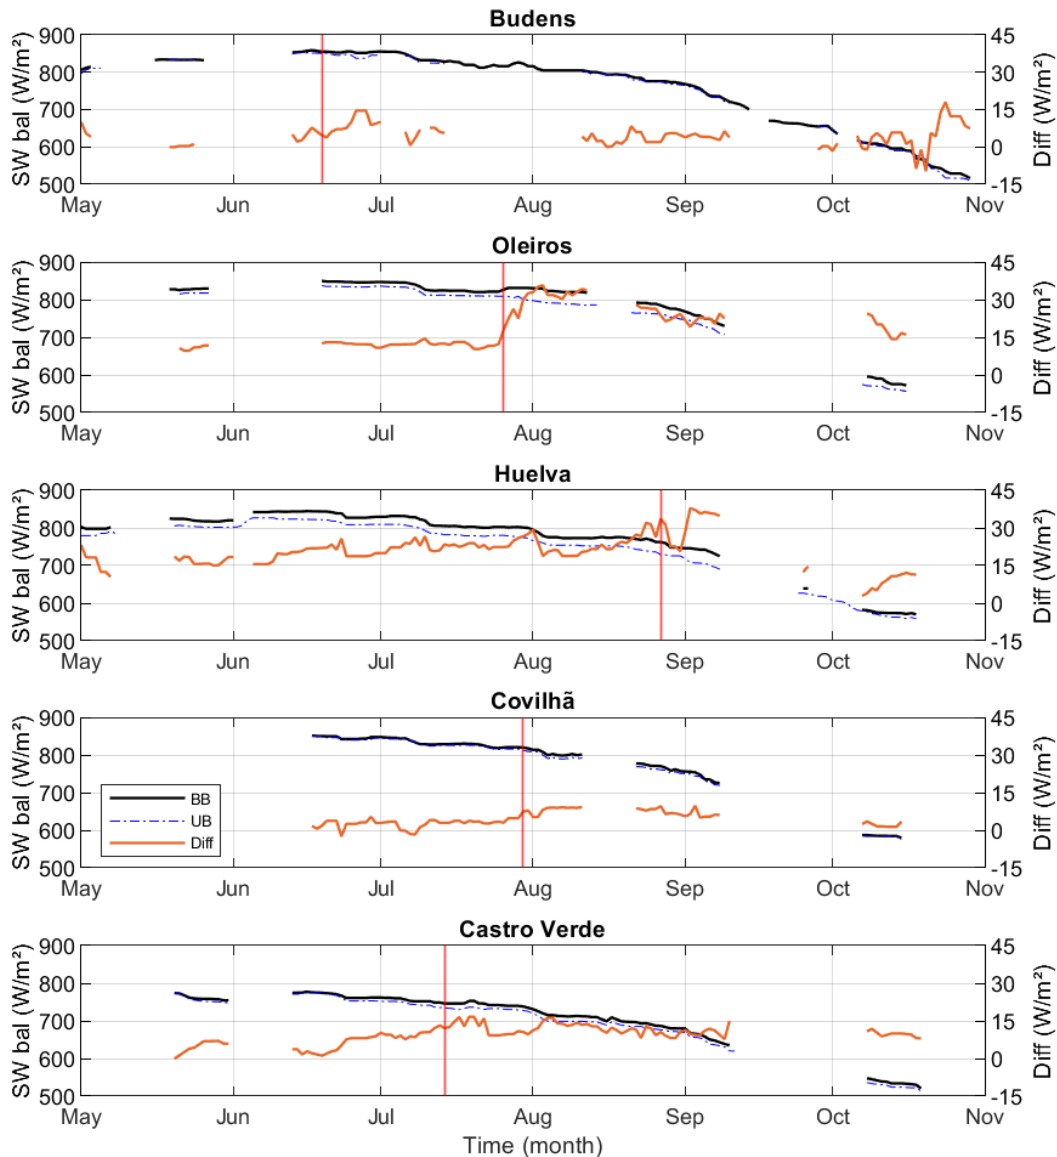 Budens
SW bal (W/m²)
900
800
700
600
500
45
30
15
0
-15
Diff (W/m²)
May Jun Jul Aug Sep Oct Nov
Oleiros
SW bal (W/m²)
900
800
700
600
500
45
30
15
0
-15
Diff (W/m²)
May Jun Jul Aug Sep Oct Nov
Huelva
SW bal (W/m²)
900
800
700
600
500
45
30
15
0
-15
Diff (W/m²)
May Jun Jul Aug Sep Oct Nov
Covilhã
SW bal (W/m²)
900
800
700
600
500
BB
UB
Diff
45
30
15
0
-15
Diff (W/m²)
May Jun Jul Aug Sep Oct Nov
Castro Verde
SW bal (W/m²)
900
800
700
600
500
45
30
15
0
-15
Diff (W/m²)
May Jun Jul Aug Sep Oct Nov
Time (month)